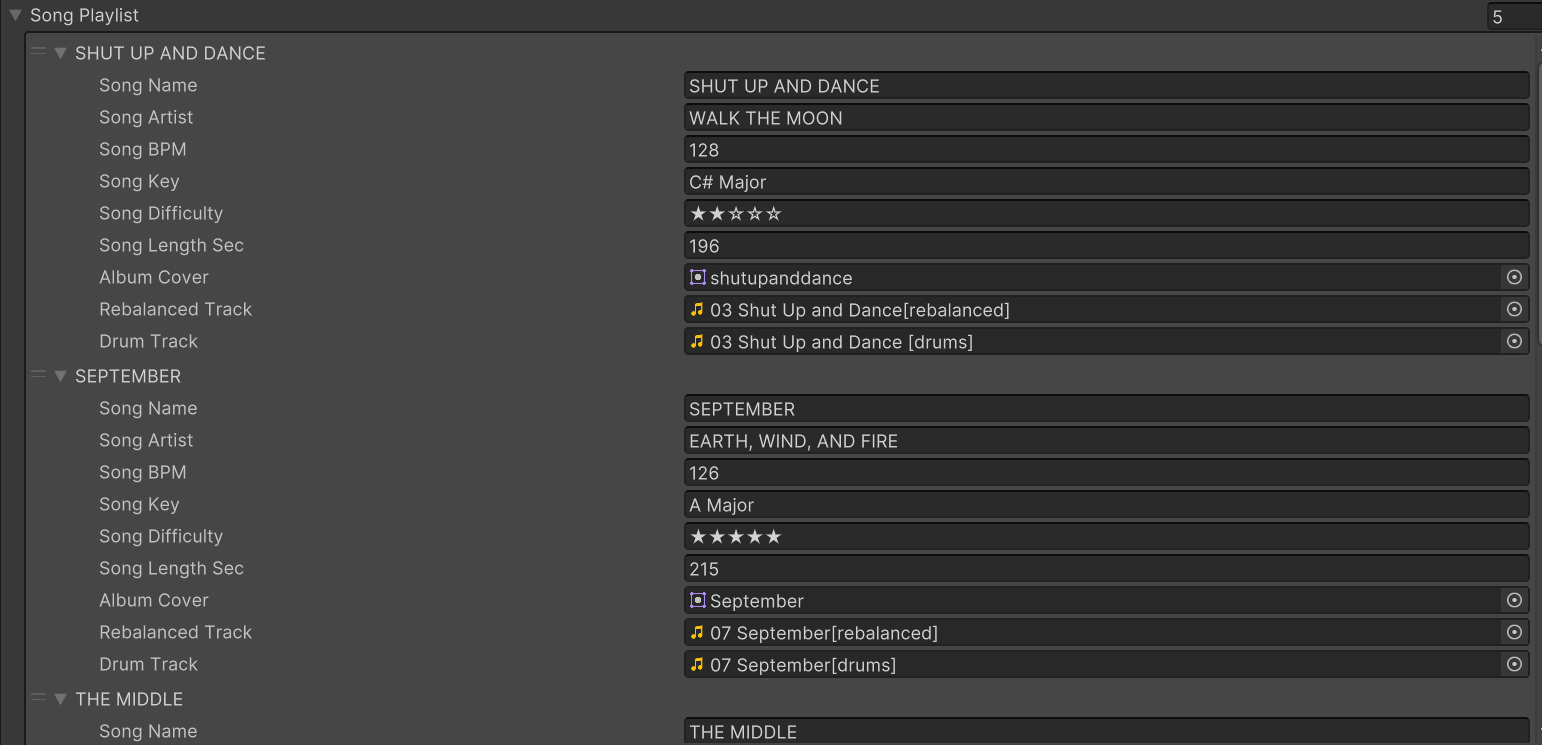 Song Playlist 5
SHUT UP AND DANCE
Song Name SHUT UP AND DANCE
Song Artist WALK THE MOON
Song BPM 128
Song Key C# Major
Song Difficulty ★★☆☆☆
Song Length Sec 196
Album Cover shutupanddance
Rebalanced Track 03 Shut Up and Dance[rebalanced]
Drum Track 03 Shut Up and Dance [drums]
SEPTEMBER
Song Name SEPTEMBER
Song Artist EARTH, WIND, AND FIRE
Song BPM 126
Song Key A Major
Song Difficulty ★★★★★
Song Length Sec 215
Album Cover September
Rebalanced Track 07 September[rebalanced]
Drum Track 07 September[drums]
THE MIDDLE
Song Name THE MIDDLE